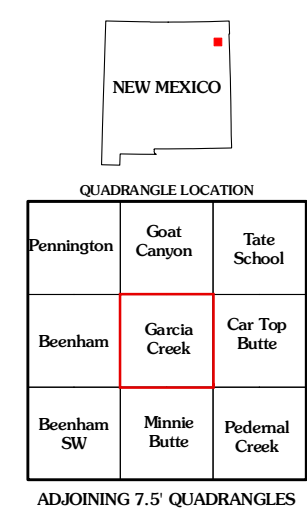 NEW MEXICO
QUADRANGLE LOCATION
Pennington
Goat
Canyon
Tate
School
Beenham
Garcia
Creek
Car Top
Butte
Beenham
SW
Minnie
Butte
Pedernal
Creek
ADJOINING 7.5' QUADRANGLES